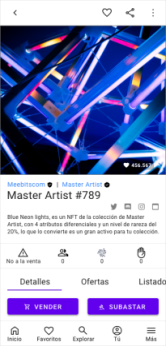 456.567
Meebitscom | Master Artist
Master Artist #789
Blue Neon lights, es un NFT de la colección de Master
Artist, con 4 atributos diferenciales y un nivel de rareza del
20%, lo que lo convierte es un gran activo para tu colección.
No a la venta 0 0 0
Detalles Ofertas Listado
VENDER SUBASTAR
Inicio Favoritos Explorar Tú Más